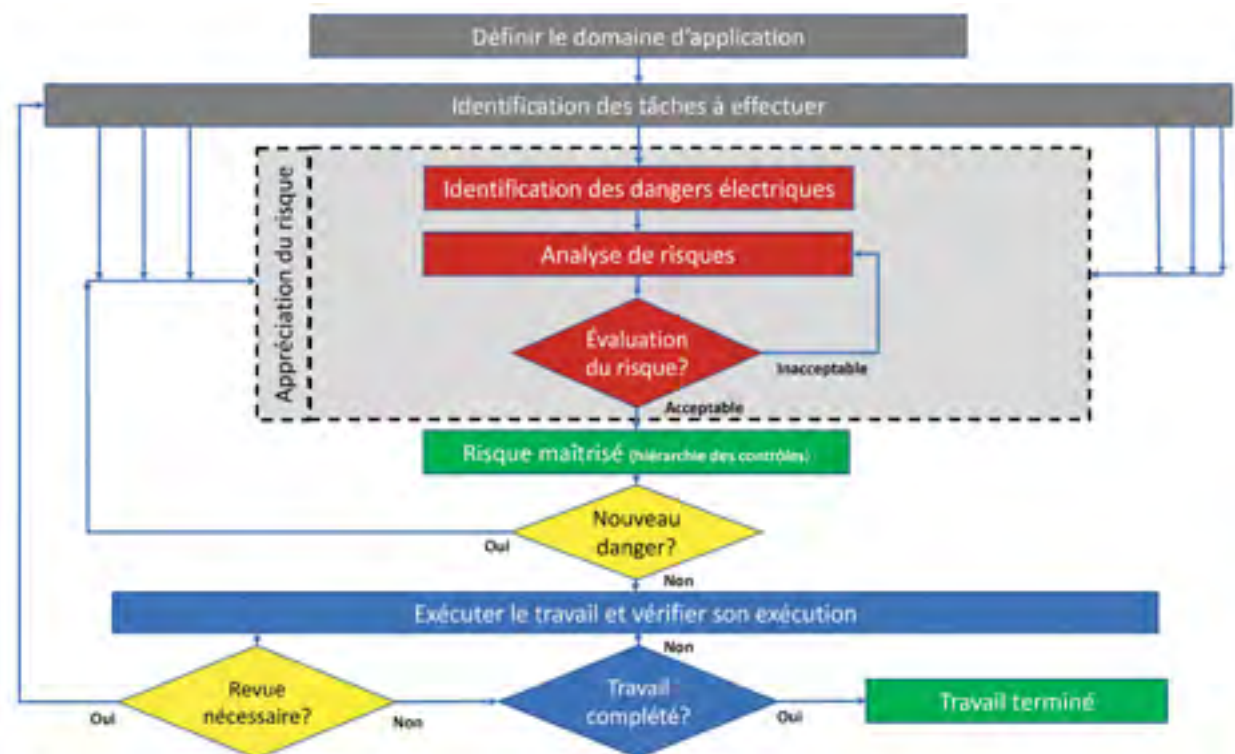 Définir le domaine d'application
Identification des tâches à effectuer
Appréciation du risque
Identification des dangers électriques
Analyse de risques
Évaluation
du risque?
Inacceptable
Acceptable
Risque maîtrisé (hiérarchie des contrôles)
Nouveau
danger?
Oui
Non
Exécuter le travail et vérifier son exécution
Non
Revue
nécessaire?
Oui
Non
Travail
complété?
Oui
Travail terminé